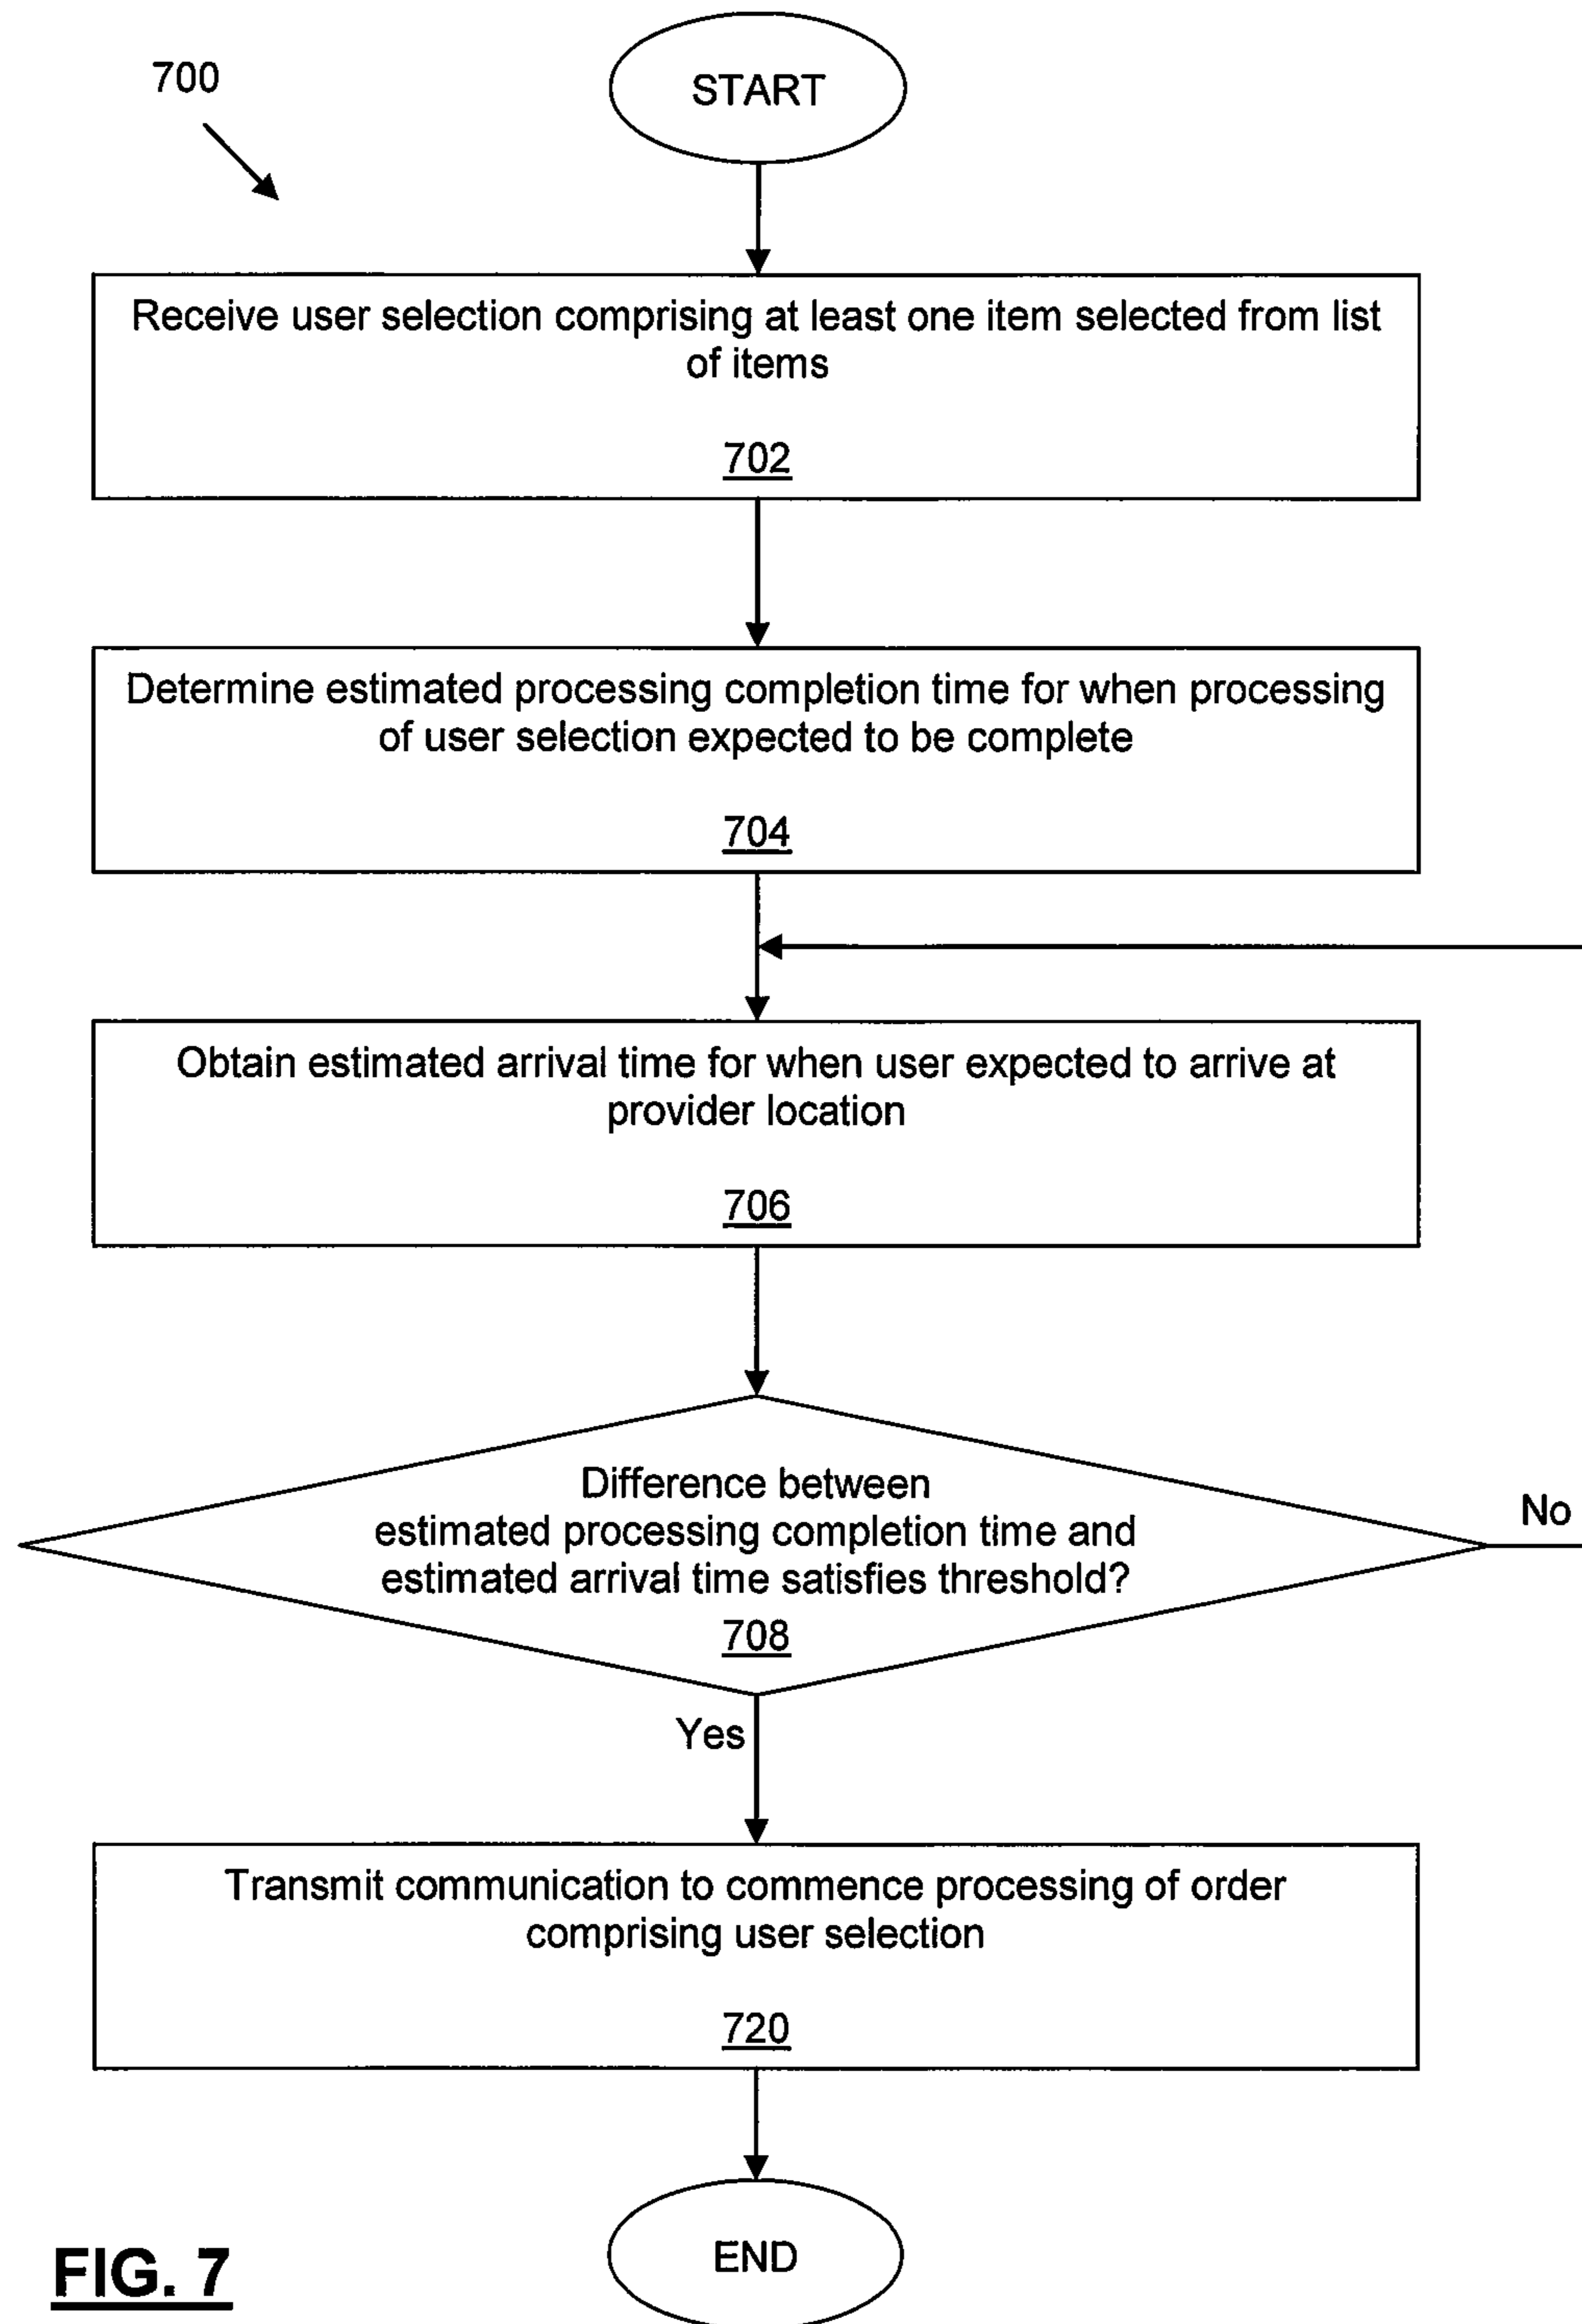 700
START
Receive user selection comprising at least one item selected from list
of items
702
Determine estimated processing completion time for when processing
of user selection expected to be complete
704
Obtain estimated arrival time for when user expected to arrive at
provider location
706
Difference between
estimated processing completion time and
estimated arrival time satisfies threshold?
708
No
Yes
Transmit communication to commence processing of order
comprising user selection
720
END
FIG. 7